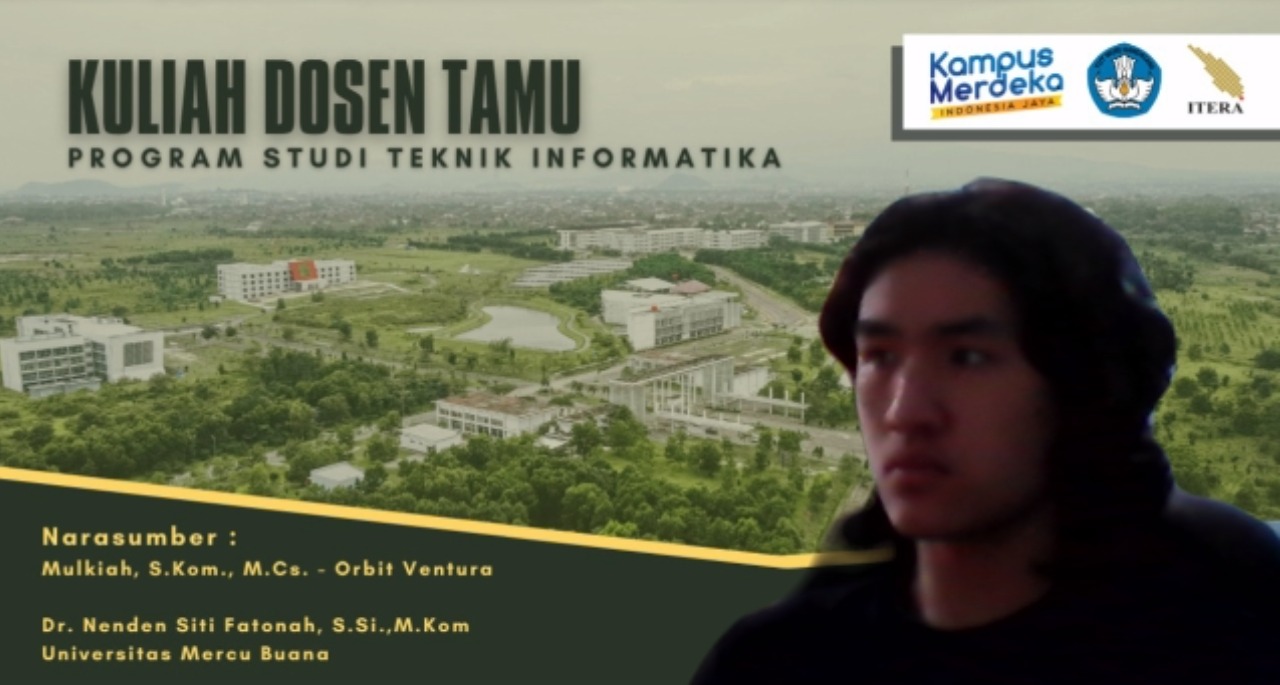 KULIAH DOSEN TAMU
PROGRAM STUDI TEKNIK INFORMATIKA
Kampus
Merdeka
INDONESIA JAYA
ITERA
Narasumber :
Mulkiah, S.Kom., M.Cs. - Orbit Ventura
Dr. Nenden Siti Fatonah, S.Si.,M.Kom
Universitas Mercu Buana